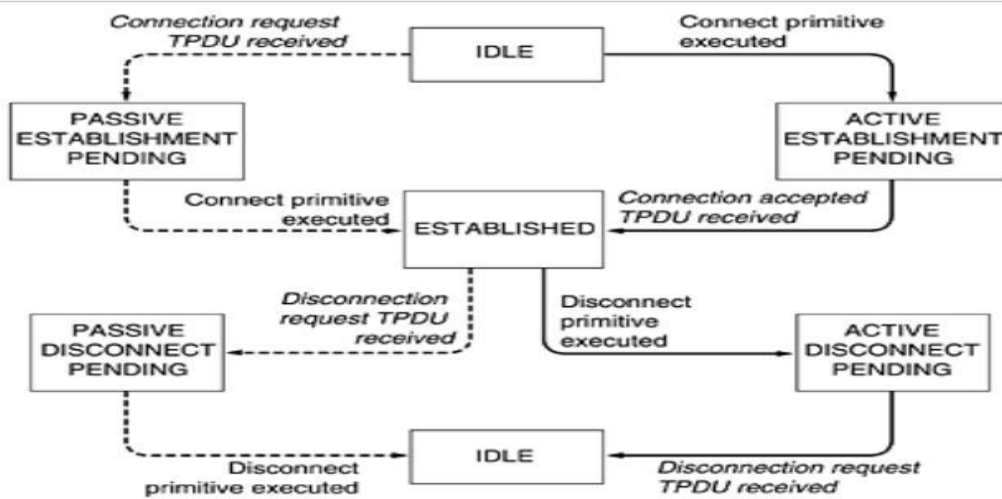 Connection request
TPDU received
IDLE
Connect primitive
executed
PASSIVE
ESTABLISHMENT
PENDING
ACTIVE
ESTABLISHMENT
PENDING
Connect primitive
executed
ESTABLISHED
Connection accepted
TPDU received
Disconnection
request TPDU
received
Disconnect
primitive
executed
PASSIVE
DISCONNECT
PENDING
ACTIVE
DISCONNECT
PENDING
IDLE
Disconnect
primitive executed
Disconnection request
TPDU received